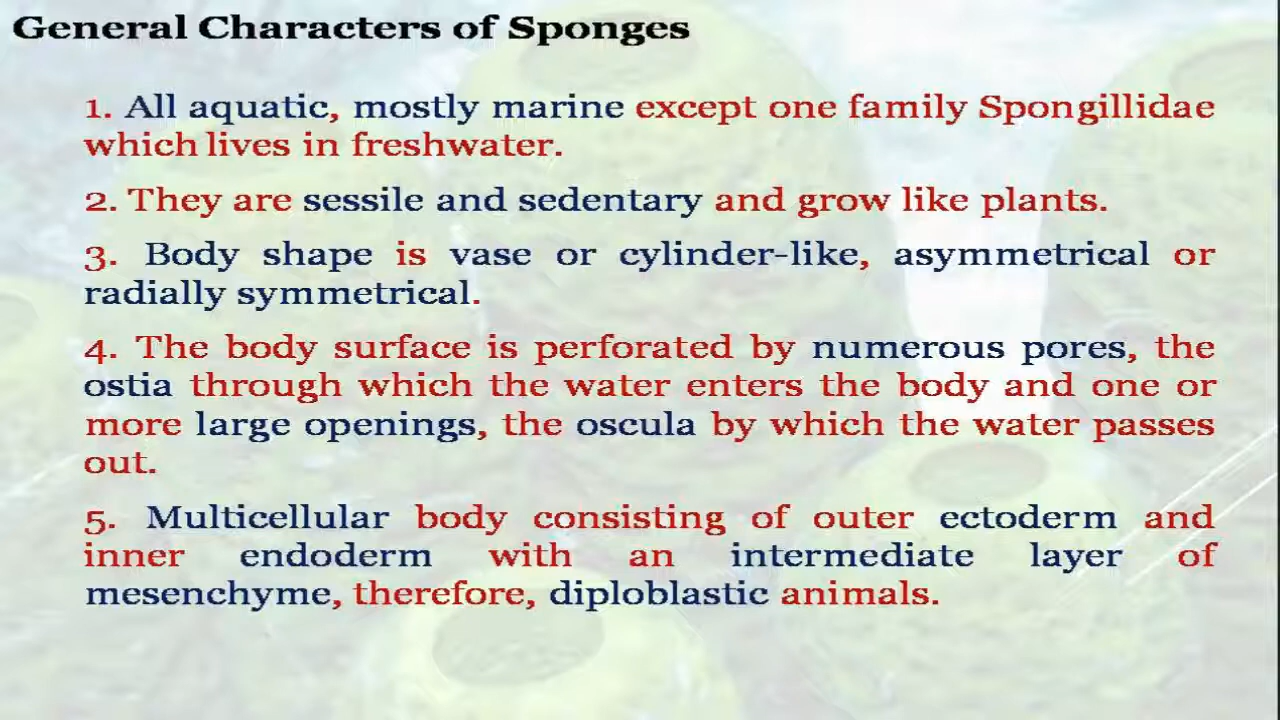 General Characters of Sponges
1. All aquatic, mostly marine except one family Spongillidae
which lives in freshwater.
2. They are sessile and sedentary and grow like plants.
3. Body shape is vase or cylinder-like, asymmetrical or
radially symmetrical.
4. The body surface is perforated by numerous pores, the
ostia through which the water enters the body and one or
more large openings, the oscula by which the water passes
out.
5. Multicellular body consisting of outer ectoderm and
inner endoderm with an intermediate layer of
mesenchyme, therefore, diploblastic animals.